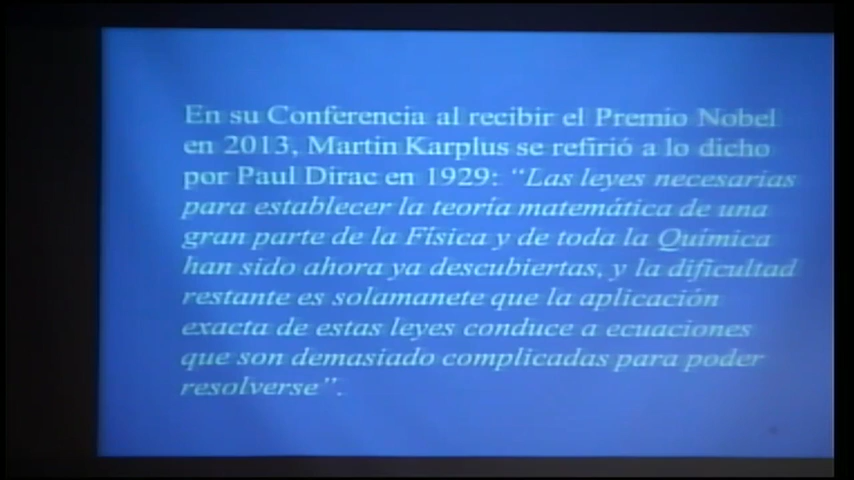 En su Conferencia al recibir el Premio Nobel
en 2013, Martin Karplus se refirió a lo dicho
por Paul Dirac en 1929: “Las leyes necesarias
para establecer la teoría matemática de una
gran parte de la Física y de toda la Química
han sido ahora ya descubiertas, y la dificultad
restante es solamanete que la aplicación
exacta de estas leyes conduce a ecuaciones
que son demasiado complicadas para poder
resolverse”.